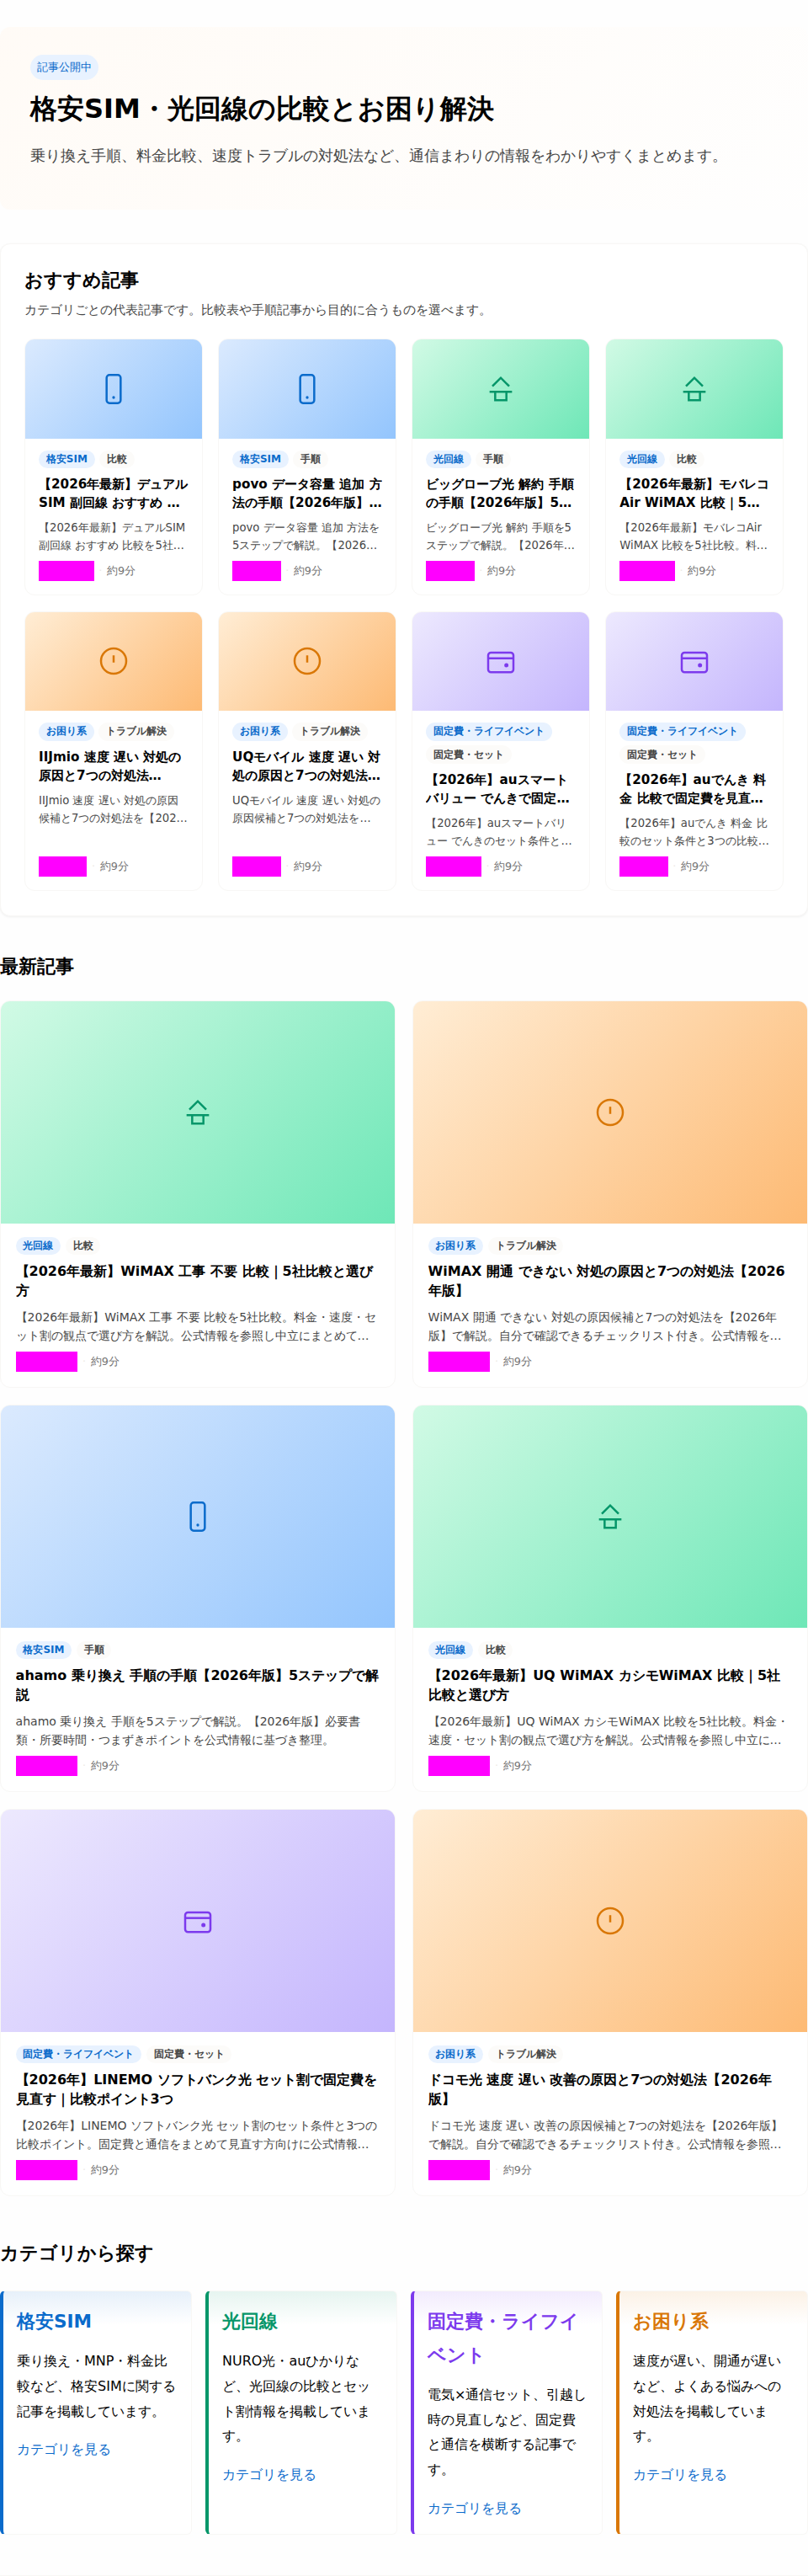 記事公開中
格安SIM・光回線の比較とお困り解決
乗り換え手順、料金比較、速度トラブルの対処法など、通信まわりの情報をわかりやすくまとめます。
おすすめ記事
カテゴリごとの代表記事です。比較表や手順記事から目的に合うものを選べます。
格安SIM 比較
【2026年最新】デュアル
SIM 副回線 おすすめ ...
【2026年最新】デュアルSIM
副回線 おすすめ 比較を5社...
約9分
格安SIM 手順
povo データ容量 追加 方
法の手順【2026年版】...
povo データ容量 追加 方法を
5ステップで解説。【2026...
約9分
光回線 手順
ビッグローブ光 解約 手順
の手順【2026年版】5...
ビッグローブ光 解約 手順を5
ステップで解説。【2026年...
約9分
光回線 比較
【2026年最新】モバレコ
Air WiMAX 比較｜5...
【2026年最新】モバレコAir
WiMAX 比較を5社比較。料...
約9分
お困り系 トラブル解決
IIJmio 速度 遅い 対処の
原因と7つの対処法...
IIJmio 速度 遅い 対処の原因
候補と7つの対処法を【202...
約9分
お困り系 トラブル解決
UQモバイル 速度 遅い 対
処の原因と7つの対処法...
UQモバイル 速度 遅い 対処の
原因候補と7つの対処法を...
約9分
固定費・ライフイベント
固定費・セット
【2026年】auスマート
バリュー でんきで固定...
【2026年】auスマートバリ
ュー でんきのセット条件と...
約9分
固定費・ライフイベント
固定費・セット
【2026年】auでんき 料
金 比較で固定費を見直...
【2026年】auでんき 料金 比
較のセット条件と3つの比較...
約9分
最新記事
光回線 比較
【2026年最新】WiMAX 工事 不要 比較｜5社比較と選び
方
【2026年最新】WiMAX 工事 不要 比較を5社比較。料金・速度・セ
ット割の観点で選び方を解説。公式情報を参照し中立にまとめて...
約9分
お困り系 トラブル解決
WiMAX 開通 できない 対処の原因と7つの対処法【2026
年版】
WiMAX 開通 できない 対処の原因候補と7つの対処法を【2026年
版】で解説。自分で確認できるチェックリスト付き。公式情報を...
約9分
格安SIM 手順
ahamo 乗り換え 手順の手順【2026年版】5ステップで解
説
ahamo 乗り換え 手順を5ステップで解説。【2026年版】必要書
類・所要時間・つまずきポイントを公式情報に基づき整理。
約9分
光回線 比較
【2026年最新】UQ WiMAX カシモWiMAX 比較｜5社
比較と選び方
【2026年最新】UQ WiMAX カシモWiMAX 比較を5社比較。料金・
速度・セット割の観点で選び方を解説。公式情報を参照し中立に...
約9分
固定費・ライフイベント 固定費・セット
【2026年】LINEMO ソフトバンク光 セット割で固定費を
見直す｜比較ポイント3つ
【2026年】LINEMO ソフトバンク光 セット割のセット条件と3つの
比較ポイント。固定費と通信をまとめて見直す方向けに公式情報...
約9分
お困り系 トラブル解決
ドコモ光 速度 遅い 改善の原因と7つの対処法【2026年
版】
ドコモ光 速度 遅い 改善の原因候補と7つの対処法を【2026年版】
で解説。自分で確認できるチェックリスト付き。公式情報を参照...
約9分
カテゴリから探す
格安SIM
乗り換え・MNP・料金比
較など、格安SIMに関する
記事を掲載しています。
カテゴリを見る
光回線
NURO光・auひかりな
ど、光回線の比較とセッ
ト割情報を掲載していま
す。
カテゴリを見る
固定費・ライフイ
ベント
電気×通信セット、引越し
時の見直しなど、固定費
と通信を横断する記事で
す。
カテゴリを見る
お困り系
速度が遅い、開通が遅い
など、よくある悩みへの
対処法を掲載していま
す。
カテゴリを見る